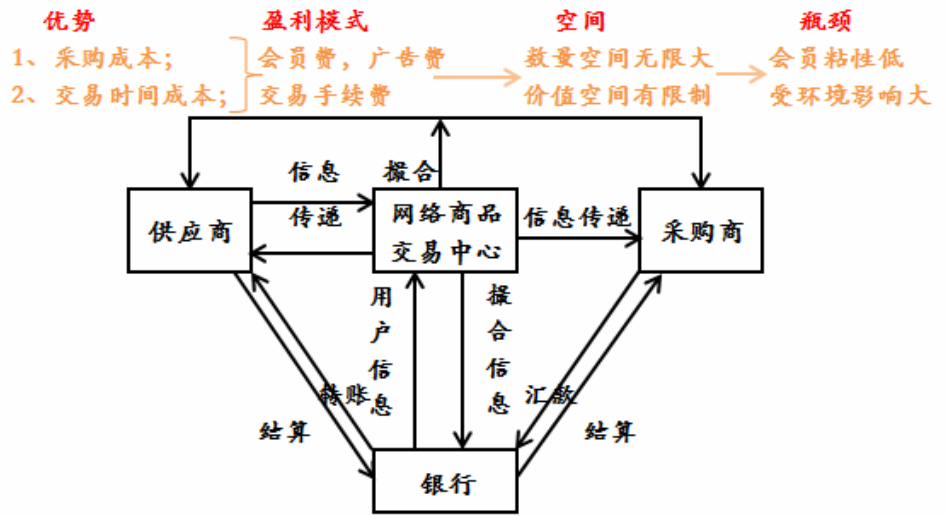 优势 盈利模式 空间 瓶颈
1、采购成本； 会员费，广告费 数量空间无限大 会员粘性低
2、交易时间成本； 交易手续费 价值空间有限制 受环境影响大
信息 撮合
传递
供应商
网络商品
交易中心
信息传递
采购商
用户信息
撮合信息
转账
汇款
结算
结算
银行